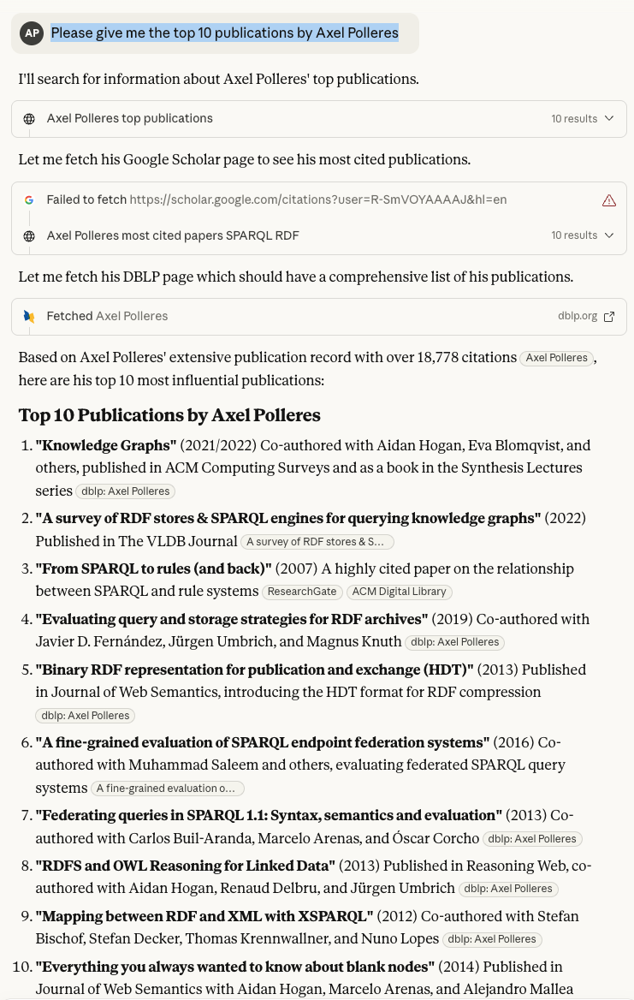 AP Please give me the top 10 publications by Axel Polleres
I'll search for information about Axel Polleres' top publications.
Axel Polleres top publications 10 results
Let me fetch his Google Scholar page to see his most cited publications.
Failed to fetch https://scholar.google.com/citations?user=R-SmVOYAAAAJ&hl=en
Axel Polleres most cited papers SPARQL RDF 10 results
Let me fetch his DBLP page which should have a comprehensive list of his publications.
Fetched Axel Polleres dblp.org
Based on Axel Polleres' extensive publication record with over 18,778 citations Axel Polleres,
here are his top 10 most influential publications:
Top 10 Publications by Axel Polleres
1. "Knowledge Graphs" (2021/2022) Co-authored with Aidan Hogan, Eva Blomqvist, and
others, published in ACM Computing Surveys and as a book in the Synthesis Lectures
series dblp: Axel Polleres
2. "A survey of RDF stores & SPARQL engines for querying knowledge graphs" (2022)
Published in The VLDB Journal A survey of RDF stores & S...
3. "From SPARQL to rules (and back)" (2007) A highly cited paper on the relationship
between SPARQL and rule systems ResearchGate ACM Digital Library
4. "Evaluating query and storage strategies for RDF archives" (2019) Co-authored with
Javier D. Fernández, Jürgen Umbrich, and Magnus Knuth dblp: Axel Polleres
5. "Binary RDF representation for publication and exchange (HDT)" (2013) Published
in Journal of Web Semantics, introducing the HDT format for RDF compression
dblp: Axel Polleres
6. "A fine-grained evaluation of SPARQL endpoint federation systems" (2016) Co-
authored with Muhammad Saleem and others, evaluating federated SPARQL query
systems A fine-grained evaluation o...
7. "Federating queries in SPARQL 1.1: Syntax, semantics and evaluation" (2013) Co-
authored with Carlos Buil-Aranda, Marcelo Arenas, and Óscar Corcho dblp: Axel Polleres
8. "RDFS and OWL Reasoning for Linked Data" (2013) Published in Reasoning Web, co-
authored with Aidan Hogan, Renaud Delbru, and Jürgen Umbrich dblp: Axel Polleres
9. "Mapping between RDF and XML with XSPARQL" (2012) Co-authored with Stefan
Bischof, Stefan Decker, Thomas Krennwallner, and Nuno Lopes dblp: Axel Polleres
10. "Everything you always wanted to know about blank nodes" (2014) Published in
Journal of Web Semantics with Aidan Hogan, Marcelo Arenas, and Alejandro Mallea